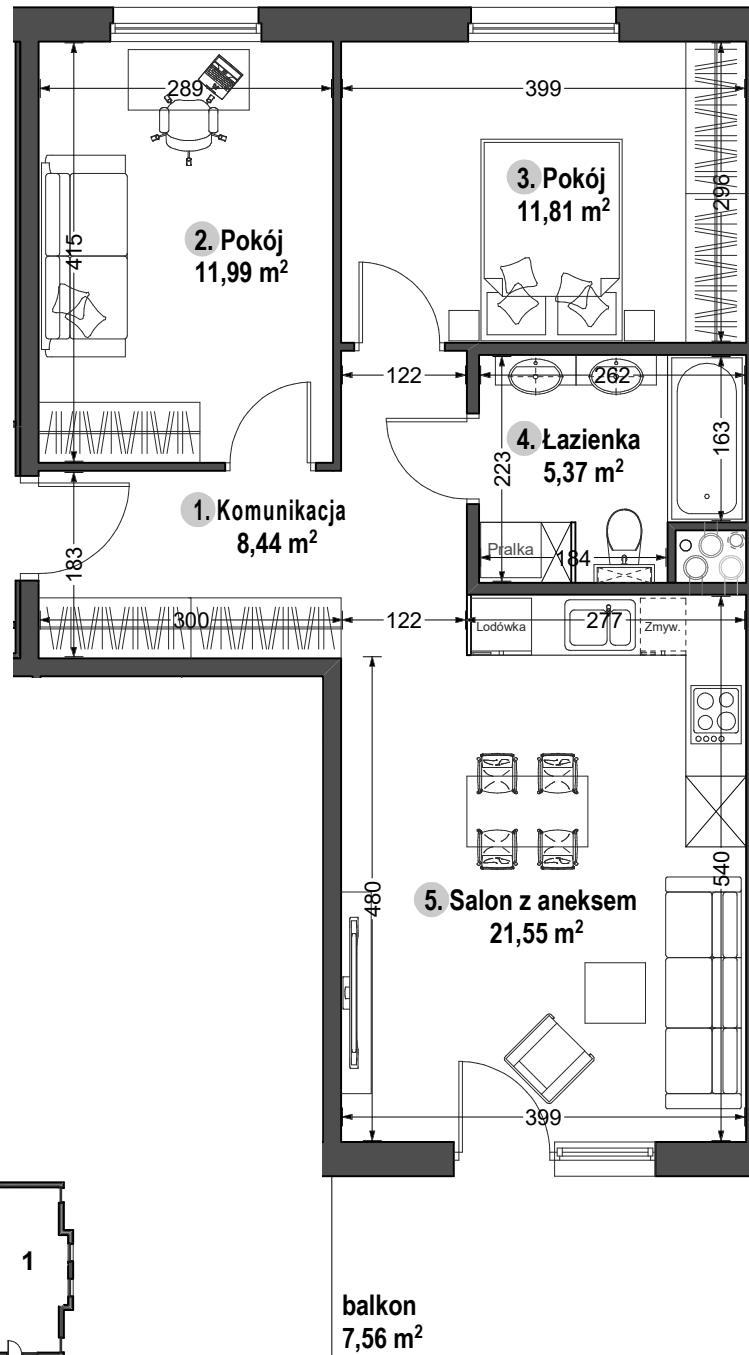 289
399
3. Pokój
11,81 m²
296
2. Pokój
11,99 m²
415
122
262
4. Łazienka
5,37 m²
163
223
1. Komunikacja
8,44 m²
Pralka
184
183
300
122
Lodówka
277
Zmyw.
480
540
5. Salon z aneksem
21,55 m²
399
1
balkon
7,56 m²